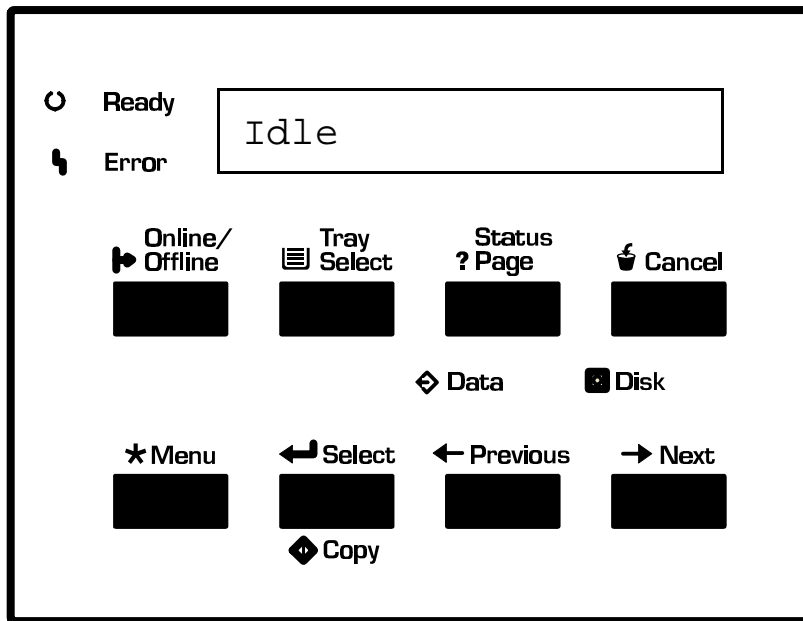 Ready
Idle
Error
Online/
Offline
Tray
Select
Status
? Page
Cancel
Data
Disk
Menu
Select
Previous
Next
Copy